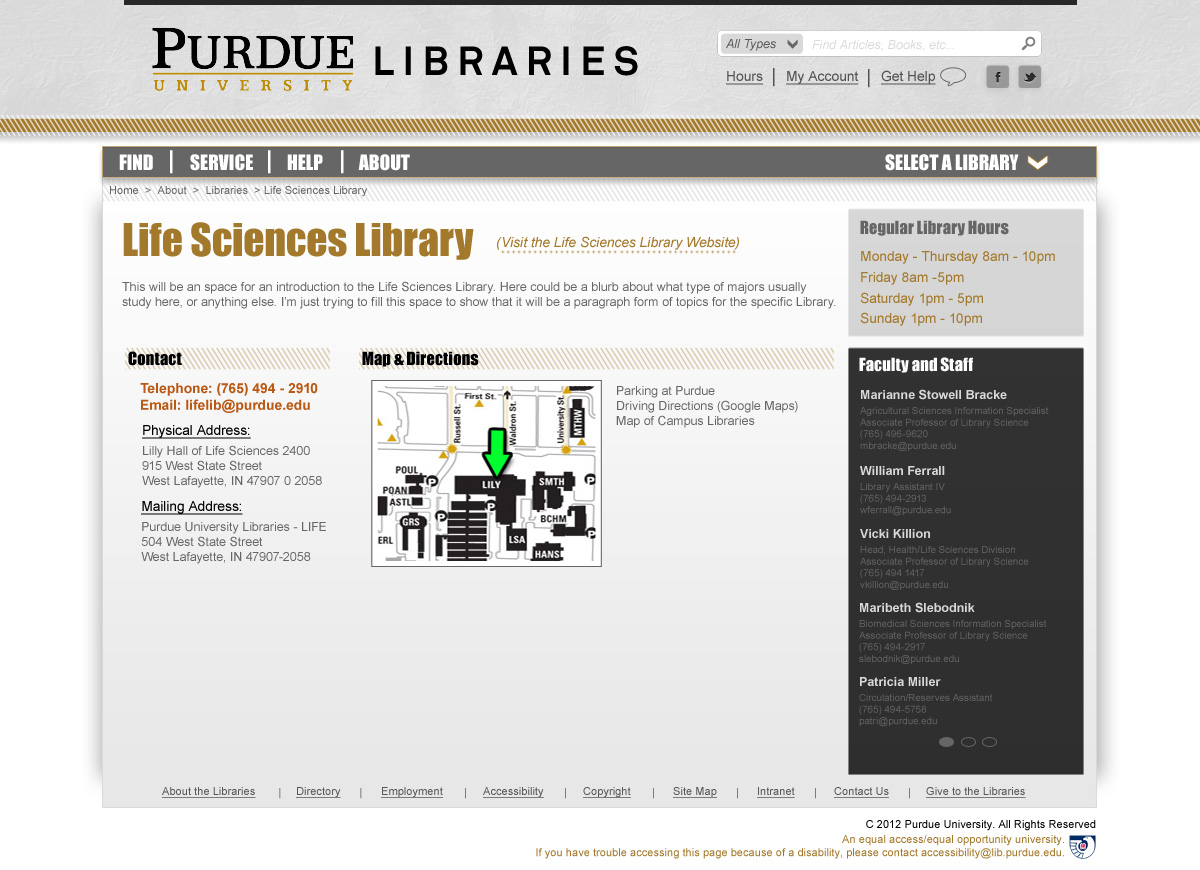 PURDUE
UNIVERSITY
LIBRARIES
All Types
Find Articles, Books, etc...
Hours | My Account | Get Help
f
FIND | SERVICE | HELP | ABOUT
SELECT A LIBRARY
Home > About > Libraries > Life Sciences Library
Life Sciences Library
(Visit the Life Sciences Library Website)
This will be an space for an introduction to the Life Sciences Library. Here could be a blurb about what type of majors usually
study here, or anything else. I'm just trying to fill this space to show that it will be a paragraph form of topics for the specific Library.
Regular Library Hours
Monday - Thursday 8am - 10pm
Friday 8am -5pm
Saturday 1pm - 5pm
Sunday 1pm - 10pm
Contact
Telephone: (765) 494 - 2910
Email: lifelib@purdue.edu
Physical Address:
Lilly Hall of Life Sciences 2400
915 West State Street
West Lafayette, IN 47907 0 2058
Mailing Address:
Purdue University Libraries - LIFE
504 West State Street
West Lafayette, IN 47907-2058
Map & Directions
First St.
Russell St.
Waldron St.
University St.
MTHW
POUL
P
LILY
SMTH
P
PQAN
ASTL
P
P
GRS
P
BCHM
ERL
LSA
P
HANS
Parking at Purdue
Driving Directions (Google Maps)
Map of Campus Libraries
Faculty and Staff
Marianne Stowell Bracke
Agricultural Sciences Information Specialist
Associate Professor of Library Science
(765) 496-9620
mbracke@purdue.edu
William Ferrall
Library Assistant IV
(765) 494-2913
wferrall@purdue.edu
Vicki Killion
Head, Health/Life Sciences Division
Associate Professor of Library Science
(765) 494 1417
vkillion@purdue.edu
Maribeth Slebodnik
Biomedical Sciences Information Specialist
Associate Professor of Library Science
(765) 494-2917
slebodnik@purdue.edu
Patricia Miller
Circulation/Reserves Assistant
(765) 494-5758
patri@purdue.edu
About the Libraries | Directory | Employment | Accessibility | Copyright | Site Map | Intranet | Contact Us | Give to the Libraries
C 2012 Purdue University. All Rights Reserved
An equal access/equal opportunity university.
If you have trouble accessing this page because of a disability, please contact accessibility@lib.purdue.edu.